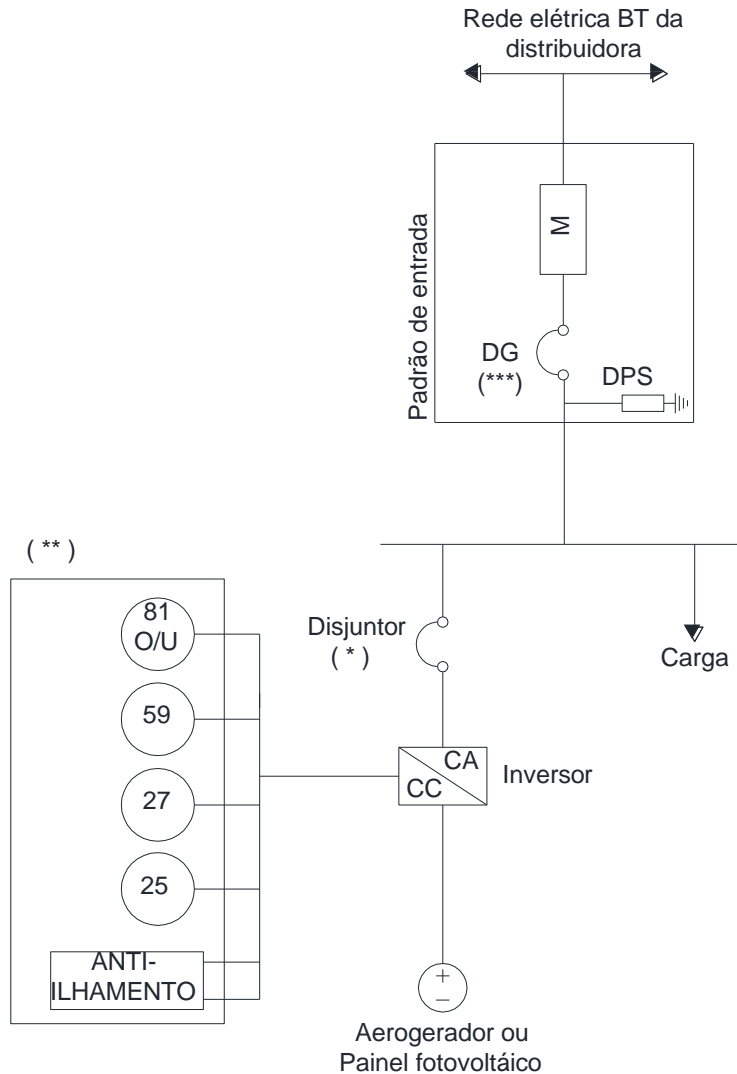 Rede elétrica BT da
distribuidora
Padrão de entrada
M
DG
(***)
DPS
( ** )
81
O/U
59
27
25
ANTI-
ILHAMENTO
Disjuntor
( * )
Carga
CA
CC
Inversor
+
−
Aerogerador ou
Painel fotovoltáico